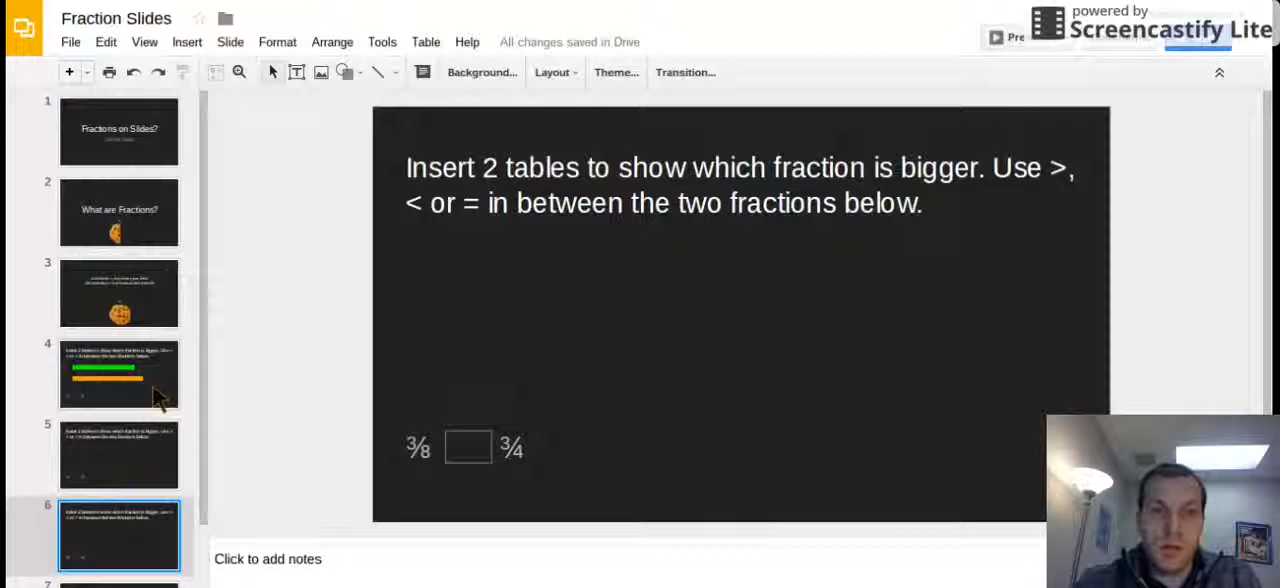 Fraction Slides
powered by
Screencastify Lite
File Edit View Insert Slide Format Arrange Tools Table Help All changes saved in Drive
Pre
Background... Layout Theme... Transition...
1
Fractions on Slides?
2
What are Fractions?
3
4
5
6
7
Insert 2 tables to show which fraction is bigger. Use >,
< or = in between the two fractions below.
⅜ ¾
Click to add notes